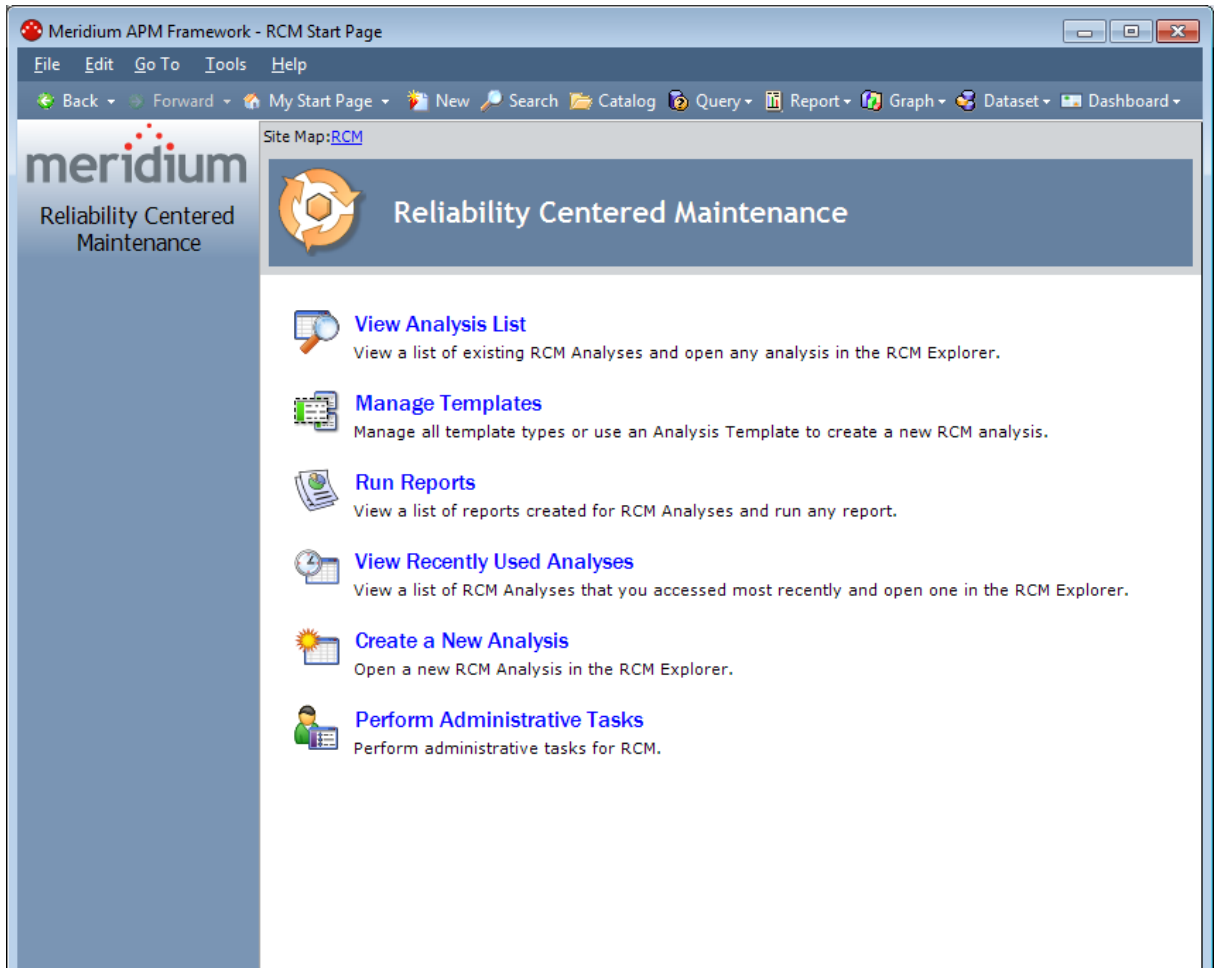 Meridium APM Framework - RCM Start Page
File Edit Go To Tools Help
Back Forward My Start Page New Search Catalog Query Report Graph Dataset Dashboard
meridium
Reliability Centered
Maintenance
Site Map:RCM
Reliability Centered Maintenance
View Analysis List
View a list of existing RCM Analyses and open any analysis in the RCM Explorer.
Manage Templates
Manage all template types or use an Analysis Template to create a new RCM analysis.
Run Reports
View a list of reports created for RCM Analyses and run any report.
View Recently Used Analyses
View a list of RCM Analyses that you accessed most recently and open one in the RCM Explorer.
Create a New Analysis
Open a new RCM Analysis in the RCM Explorer.
Perform Administrative Tasks
Perform administrative tasks for RCM.